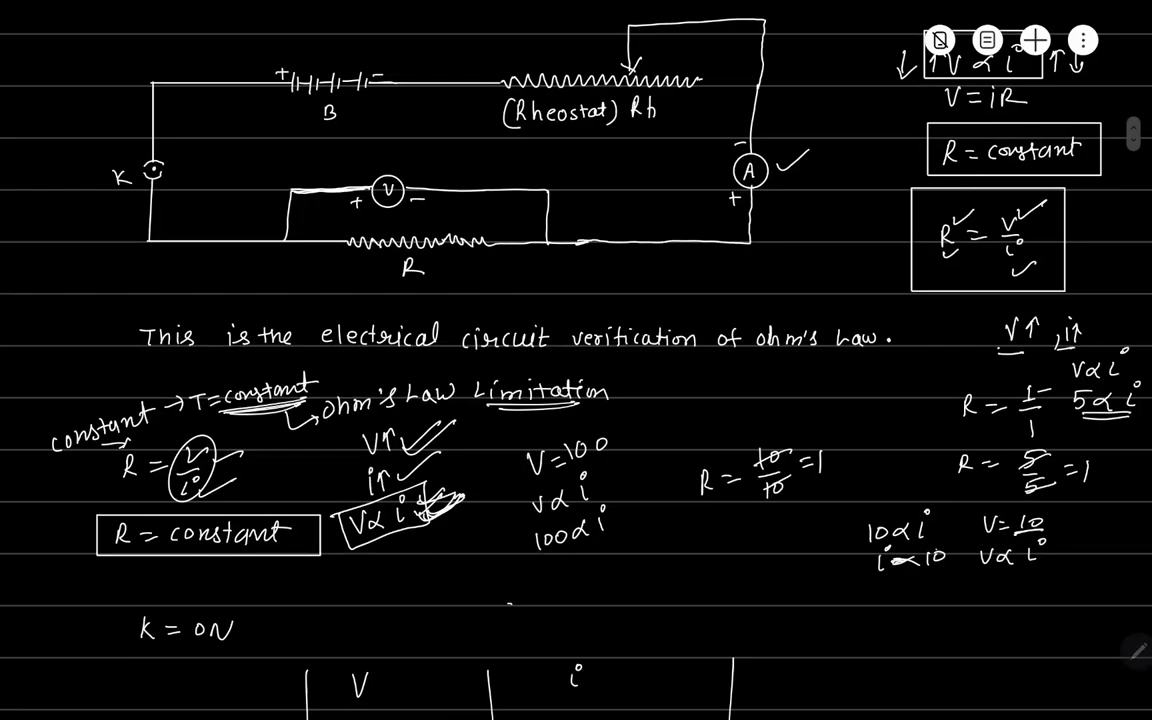 + -
B
(Rheostat) Rh
K
V
+ -
R
-
A
+
↓ ↑ V ∝ i ↑ ↓
V = iR
R = constant
R = V/i
This is the electrical circuit verification of ohm's Law.
V↑, i↑
V∝ i
constant → T = constant
Ohm's Law Limitation
R = 1/1
5 ∝ i
constant
R = V/i
V↑
i↑
V∝ i
R = constant
V = 100
V∝ i
100∝ i
R = 10/10 = 1
R = 5/5 = 1
10∝ i
i ∝ 10
V = 10
V∝ i
K = ON
V i